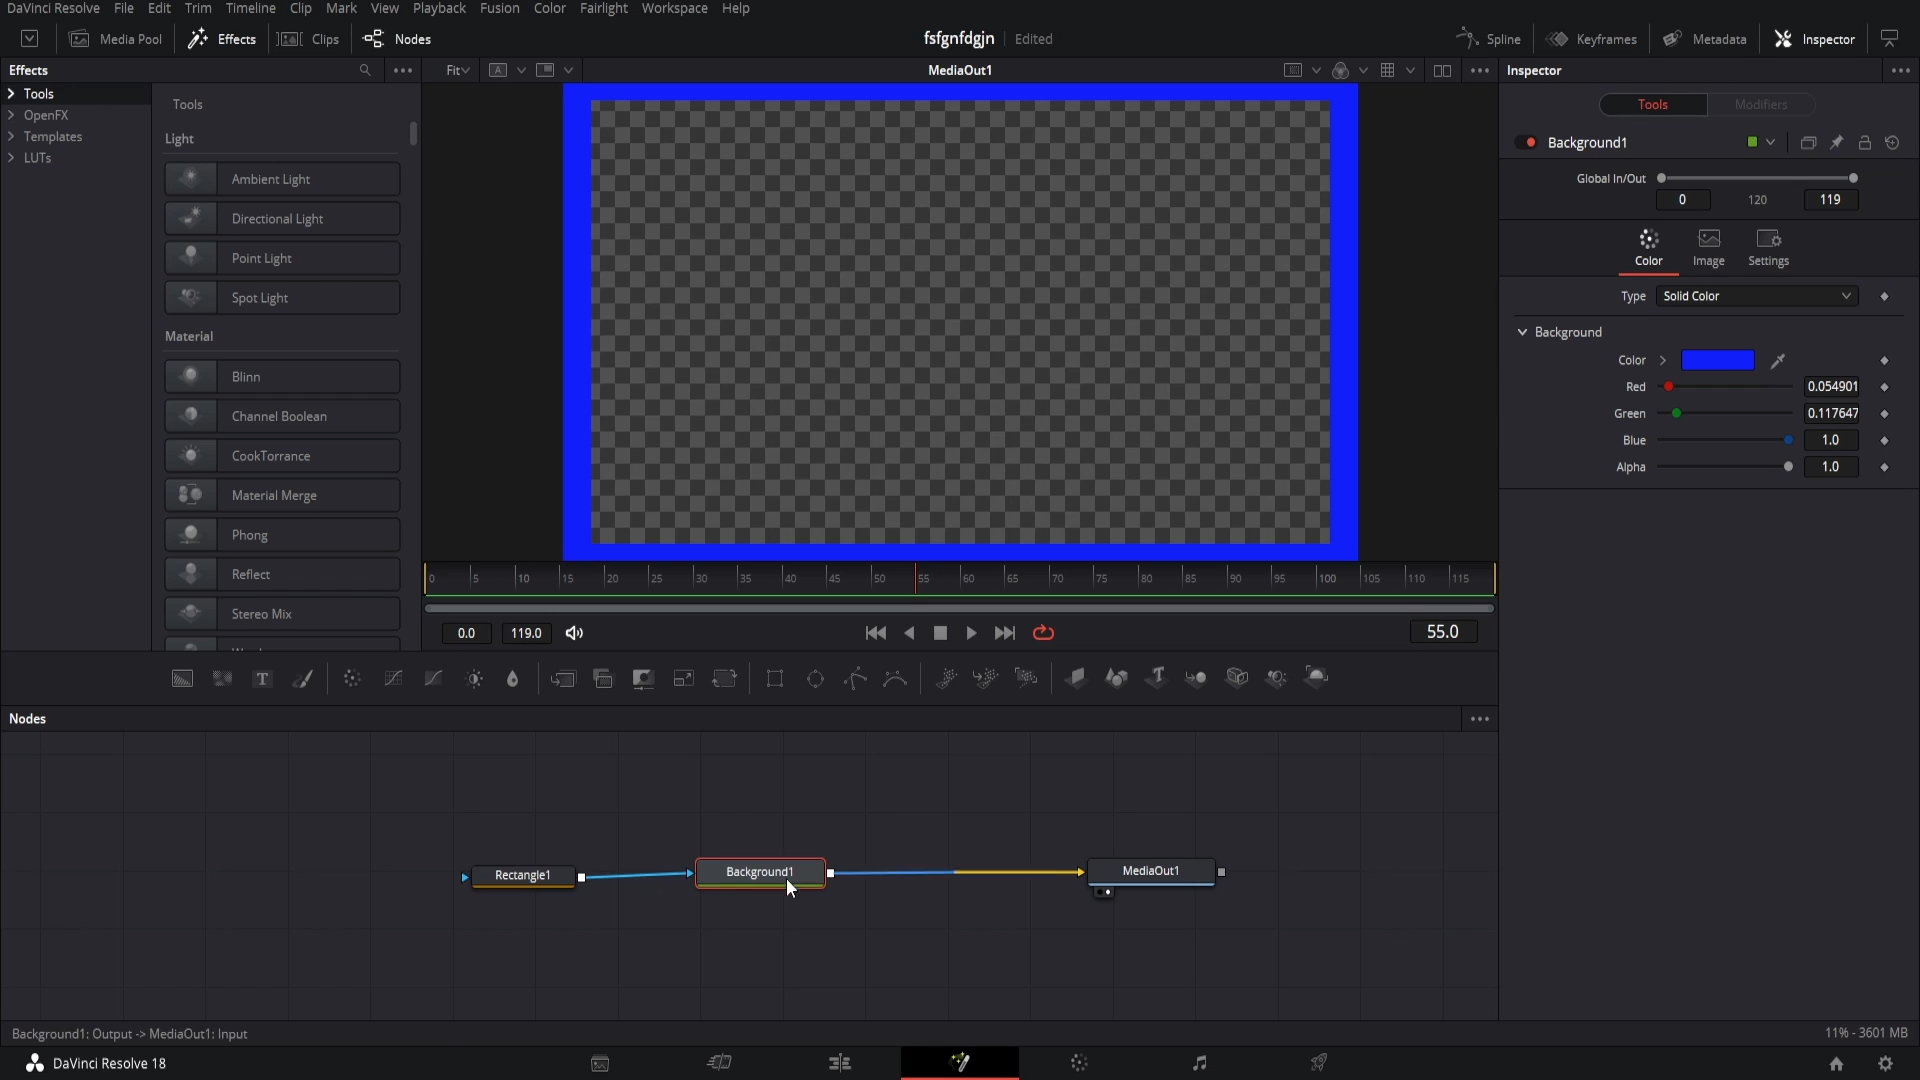 DaVinci Resolve File Edit Trim Timeline Clip Mark View Playback Fusion Color Fairlight Workspace Help
Media Pool Effects Clips Nodes fsfgnfdgjn Edited Spline Keyframes Metadata Inspector
Effects Fit A MediaOut1 Inspector
Tools
OpenFX
Templates
LUTs
Tools
Light
Ambient Light
Directional Light
Point Light
Spot Light
Material
Blinn
Channel Boolean
CookTorrance
Material Merge
Phong
Reflect
Stereo Mix
Tools Modifiers
Background1
Global In/Out
0 120 119
Color Image Settings
Type Solid Color
Background
Color
Red 0.054901
Green 0.117647
Blue 1.0
Alpha 1.0
0 5 10 15 20 25 30 35 40 45 50 55 60 65 70 75 80 85 90 95 100 105 110 115
0.0 119.0 55.0
T T
Nodes
Rectangle1 Background1 MediaOut1
Background1: Output -> MediaOut1: Input 11% - 3601 MB
DaVinci Resolve 18